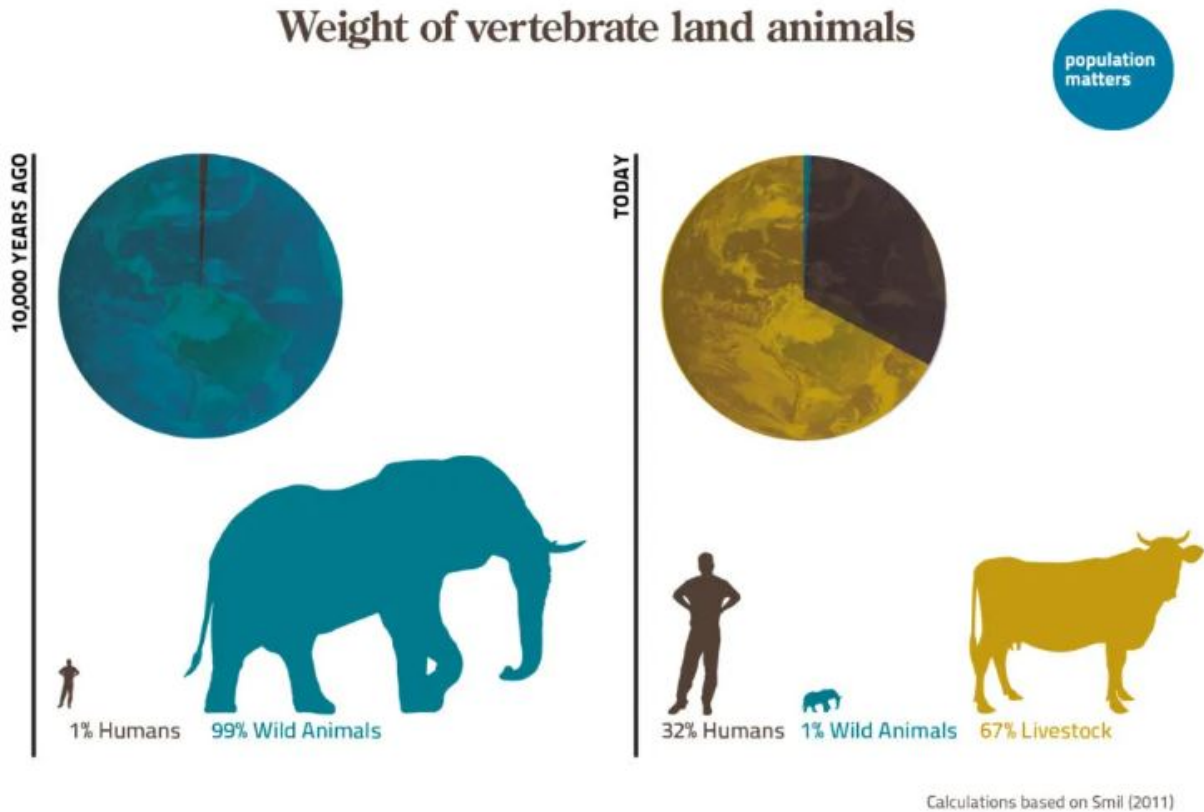 Weight of vertebrate land animals
population
matters
10,000 YEARS AGO
1% Humans
99% Wild Animals
TODAY
32% Humans
1% Wild Animals
67% Livestock
Calculations based on Smil (2011)